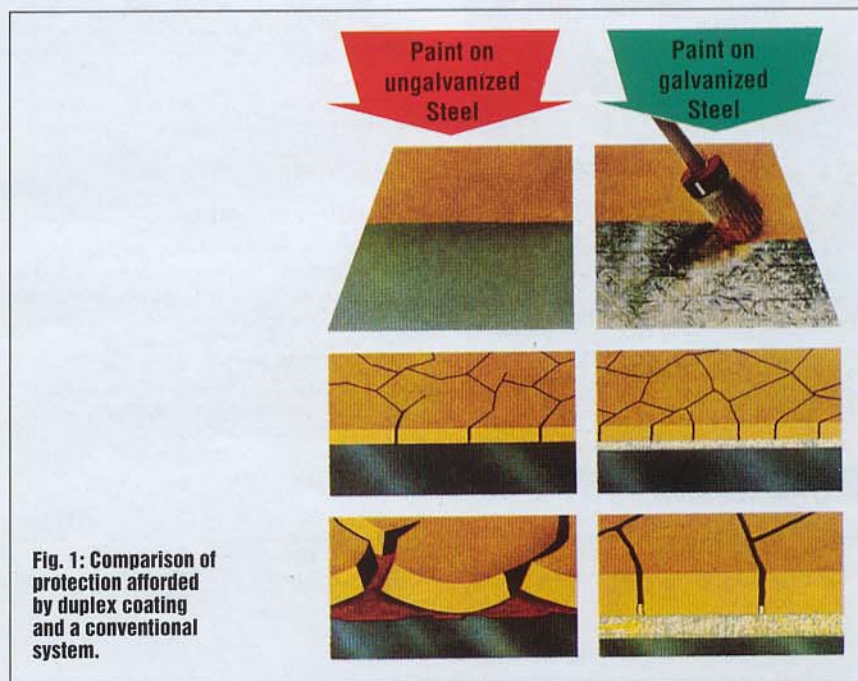 Paint on
ungalvanized
Steel
Paint on
galvanized
Steel
Fig. 1: Comparison of
protection afforded
by duplex coating
and a conventional
system.